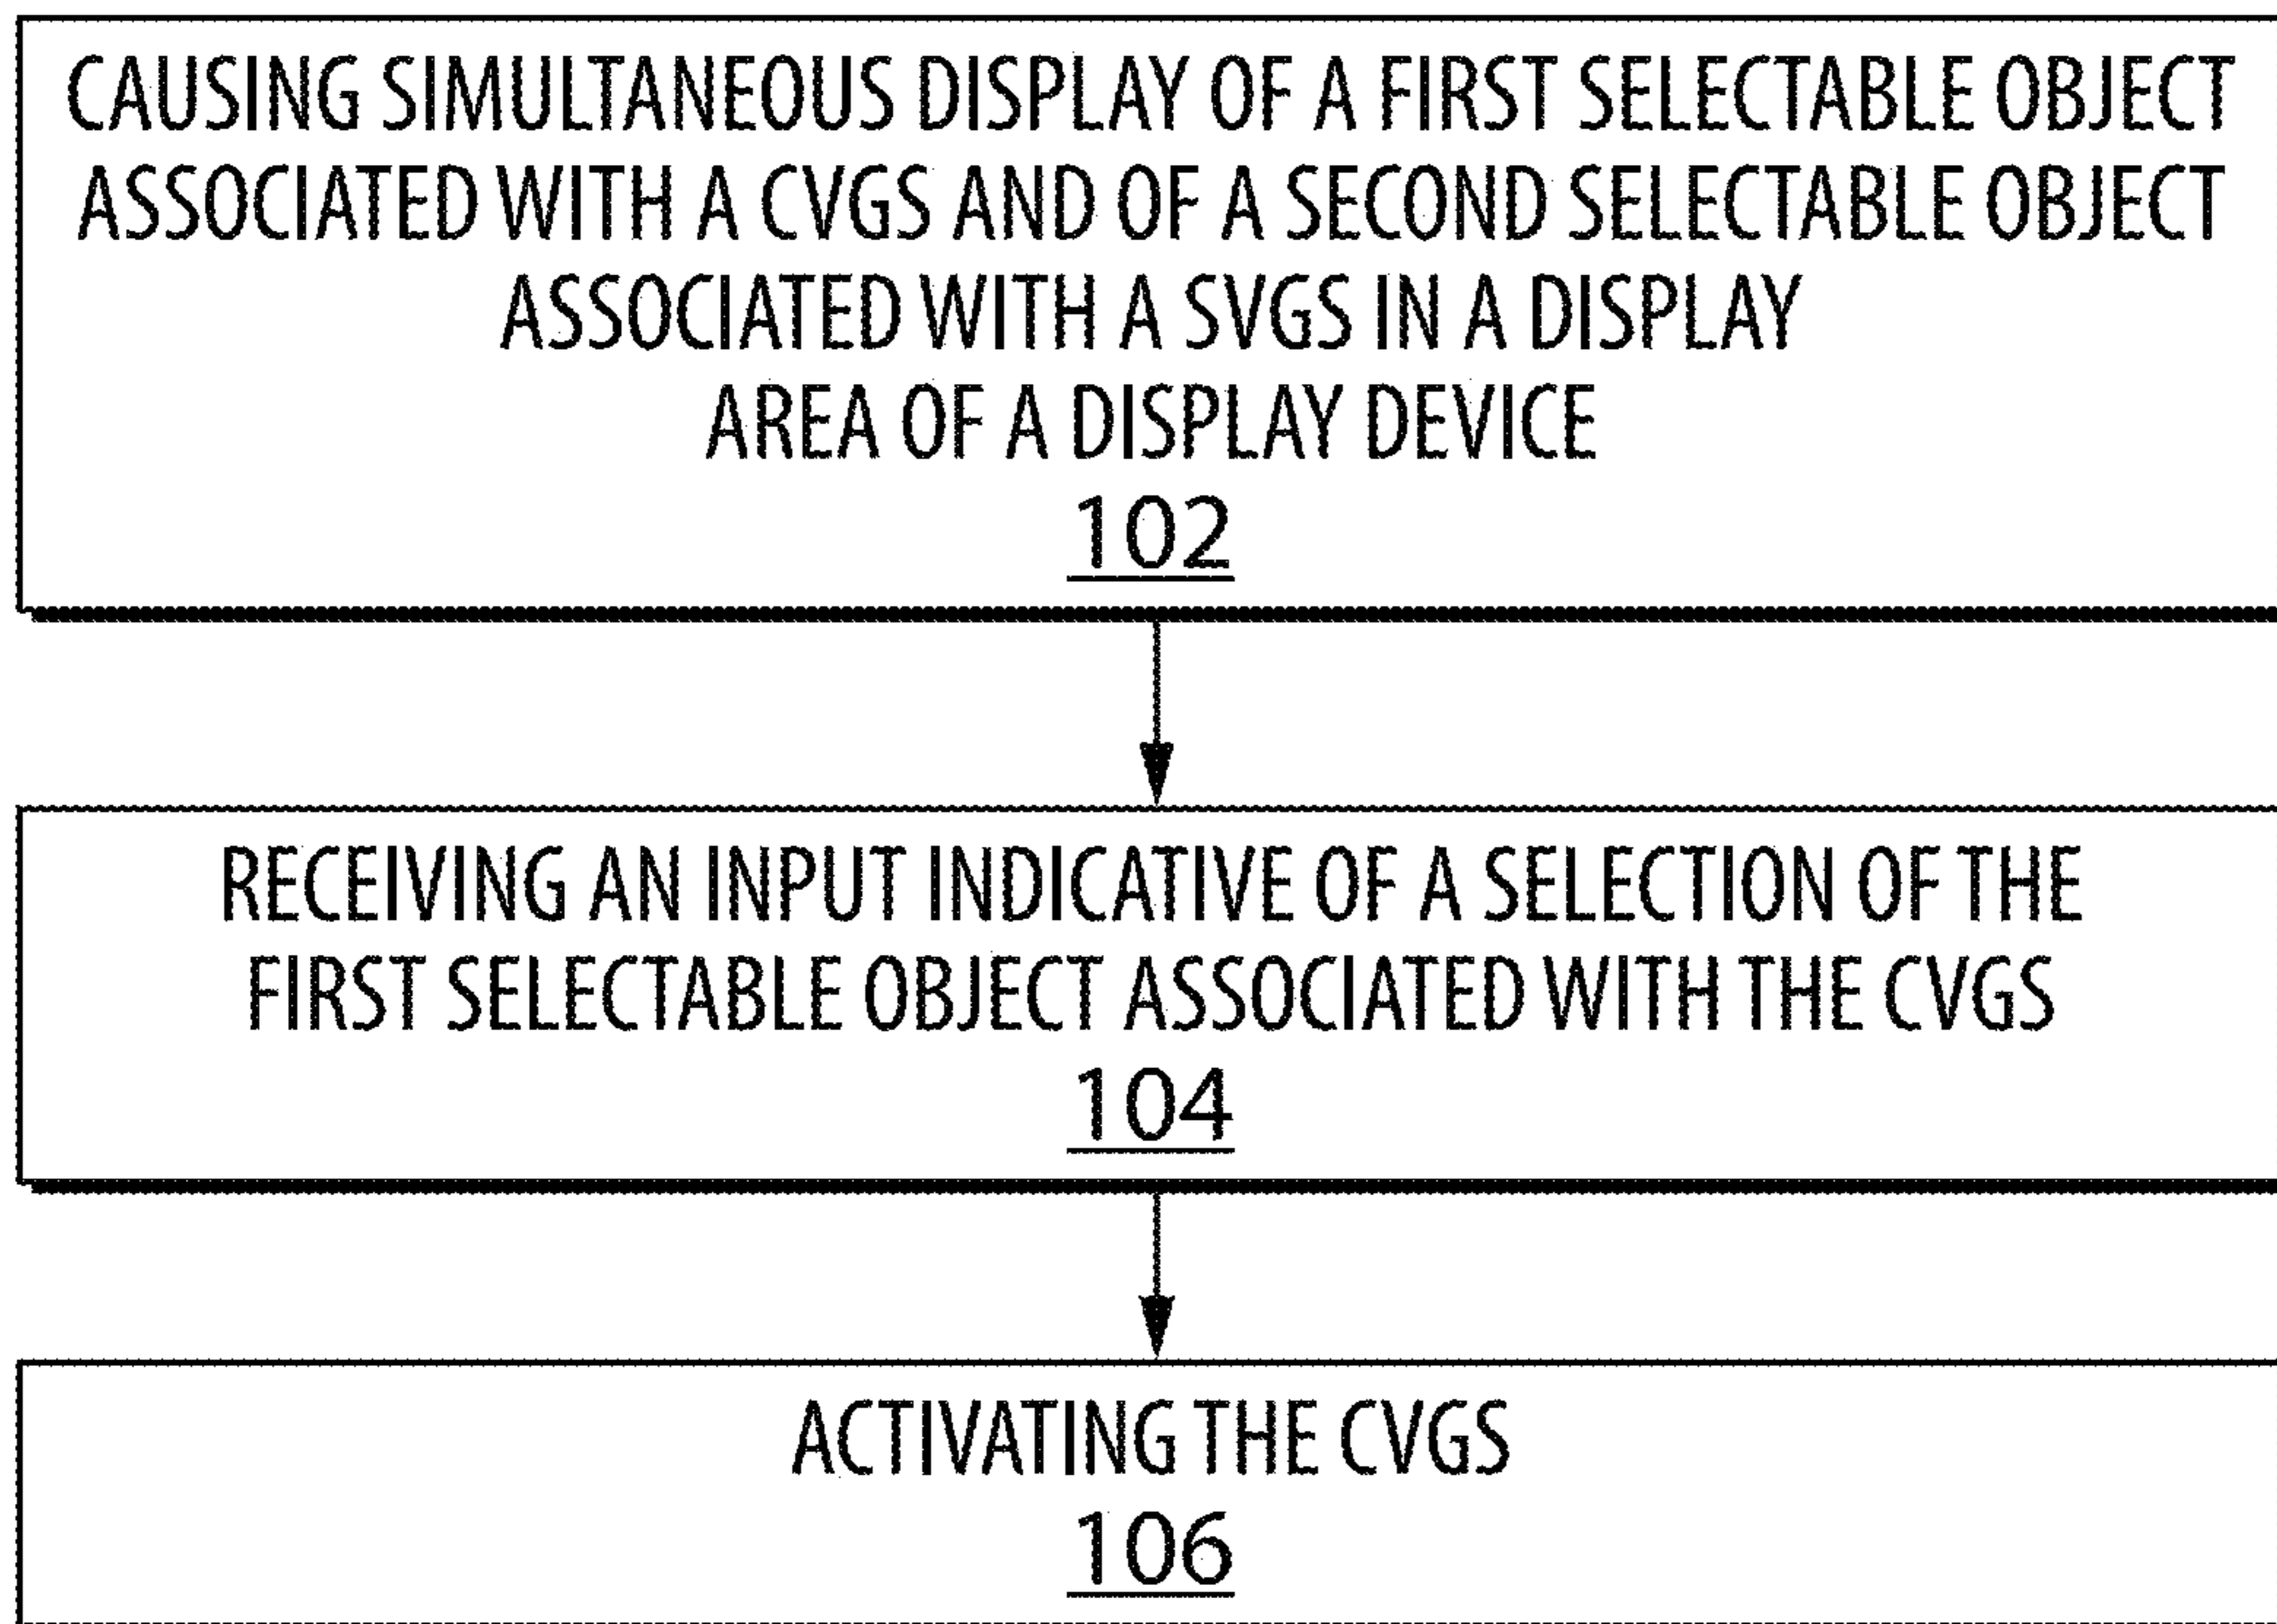 CAUSING SIMULTANEOUS DISPLAY OF A FIRST SELECTABLE OBJECT
ASSOCIATED WITH A CVGS AND OF A SECOND SELECTABLE OBJECT
ASSOCIATED WITH A SVGS IN A DISPLAY
AREA OF A DISPLAY DEVICE
102
RECEIVING AN INPUT INDICATIVE OF A SELECTION OF THE
FIRST SELECTABLE OBJECT ASSOCIATED WITH THE CVGS
104
ACTIVATING THE CVGS
106